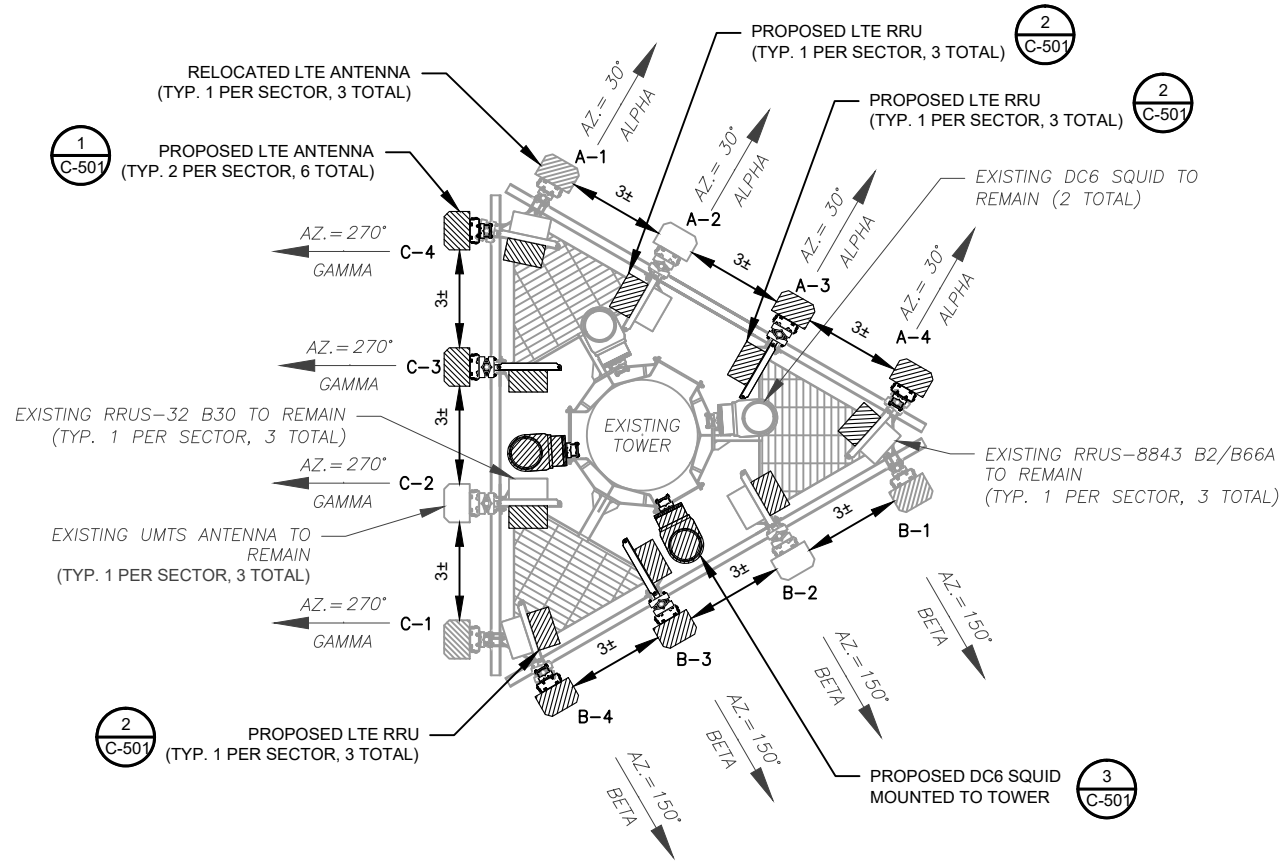 PROPOSED LTE RRU
(TYP. 1 PER SECTOR, 3 TOTAL)
2
C-501
RELOCATED LTE ANTENNA
(TYP. 1 PER SECTOR, 3 TOTAL)
PROPOSED LTE RRU
(TYP. 1 PER SECTOR, 3 TOTAL)
2
C-501
1
C-501
PROPOSED LTE ANTENNA
(TYP. 2 PER SECTOR, 6 TOTAL)
AZ.= 30°
ALPHA
A-1
AZ.= 30°
ALPHA
A-2
AZ.= 30°
ALPHA
A-3
AZ.= 30°
ALPHA
A-4
3±
3±
3±
EXISTING DC6 SQUID TO
REMAIN (2 TOTAL)
AZ.=270°
GAMMA
C-4
3±
AZ.=270°
GAMMA
C-3
3±
EXISTING RRUS-32 B30 TO REMAIN
(TYP. 1 PER SECTOR, 3 TOTAL)
EXISTING
TOWER
EXISTING RRUS-8843 B2/B66A
TO REMAIN
(TYP. 1 PER SECTOR, 3 TOTAL)
AZ.=270°
GAMMA
C-2
EXISTING UMTS ANTENNA TO
REMAIN
(TYP. 1 PER SECTOR, 3 TOTAL)
3±
AZ.=270°
GAMMA
C-1
B-1
3±
B-2
3±
B-3
3±
B-4
AZ.=150°
BETA
AZ.=150°
BETA
AZ.=150°
BETA
AZ.=150°
BETA
2
C-501
PROPOSED LTE RRU
(TYP. 1 PER SECTOR, 3 TOTAL)
PROPOSED DC6 SQUID
MOUNTED TO TOWER
3
C-501